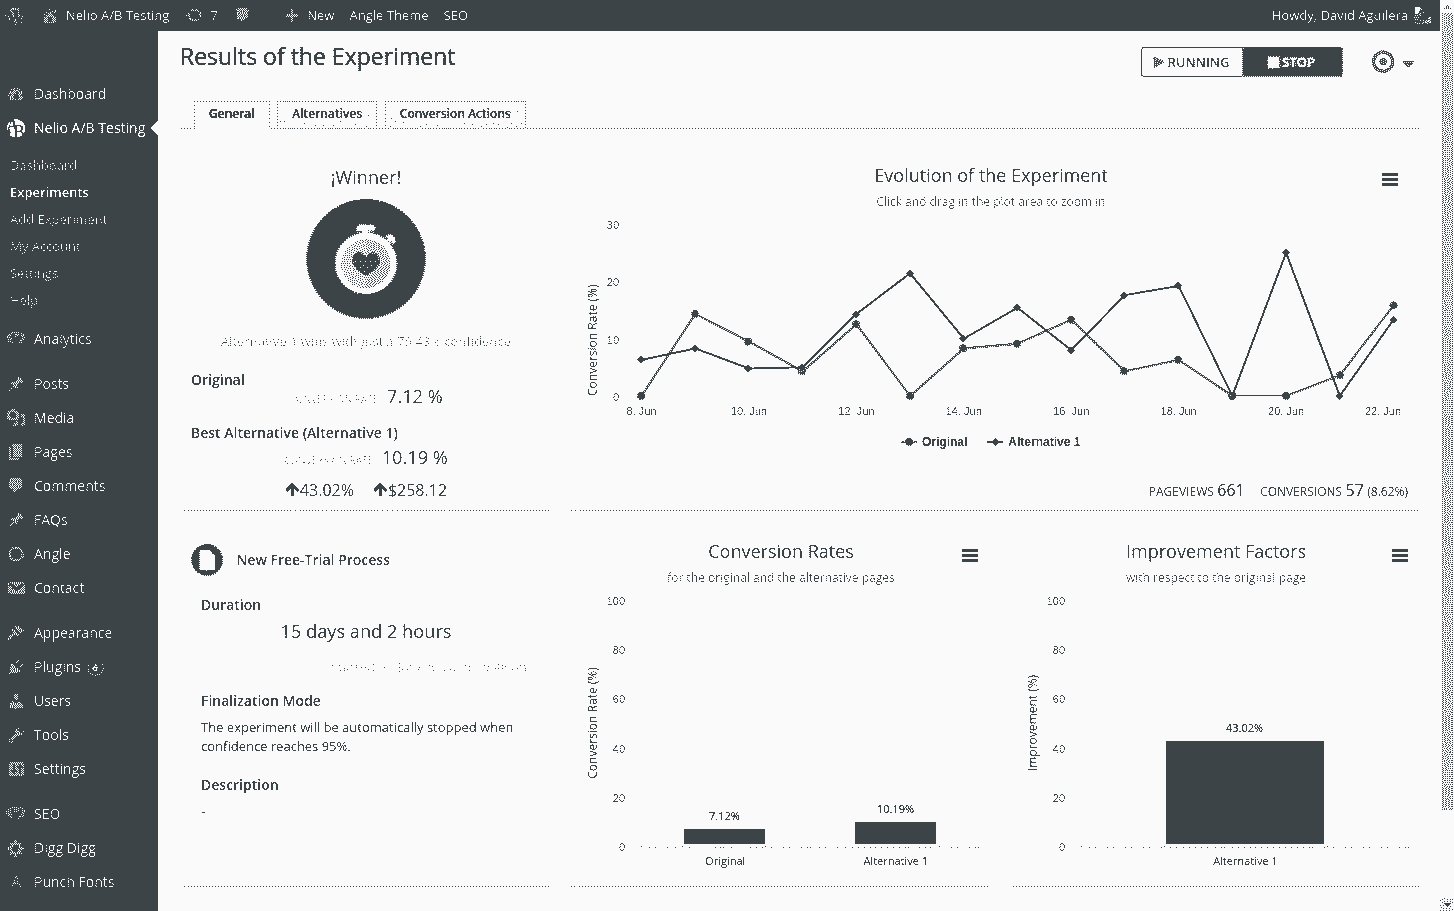 Nelio A/B Testing 7 New Angle Theme SEO Howdy, David Aguilera
Results of the Experiment
RUNNING STOP
Dashboard
Nelio A/B Testing
Dashboard
Experiments
Add Experiment
My Account
Settings
Help
Analytics
Posts
Media
Pages
Comments
FAQs
Angle
Contact
Appearance
Plugins
Users
Tools
Settings
SEO
Digg Digg
Punch Fonts
General Alternatives Conversion Actions
¡Winner!
Alternative 1 wins with just a confidence
Original
7.12 %
Best Alternative (Alternative 1)
10.19 %
43.02% $258.12
Evolution of the Experiment
Click and drag in the plot area to zoom in
Conversion Rate (%)
30
20
10
0
8. Jun 10. Jun 12. Jun 14. Jun 16. Jun 18. Jun 20. Jun 22. Jun
Original Alternative 1
PAGEVIEWS 661 CONVERSIONS 57 (8.62%)
New Free-Trial Process
Duration
15 days and 2 hours
Finalization Mode
The experiment will be automatically stopped when
confidence reaches 95%.
Description
-
Conversion Rates
for the original and the alternative pages
Conversion Rate (%)
100
80
60
40
20
0
7.12%
10.19%
Original Alternative 1
Improvement Factors
with respect to the original page
Improvement (%)
100
80
60
40
20
0
43.02%
Alternative 1